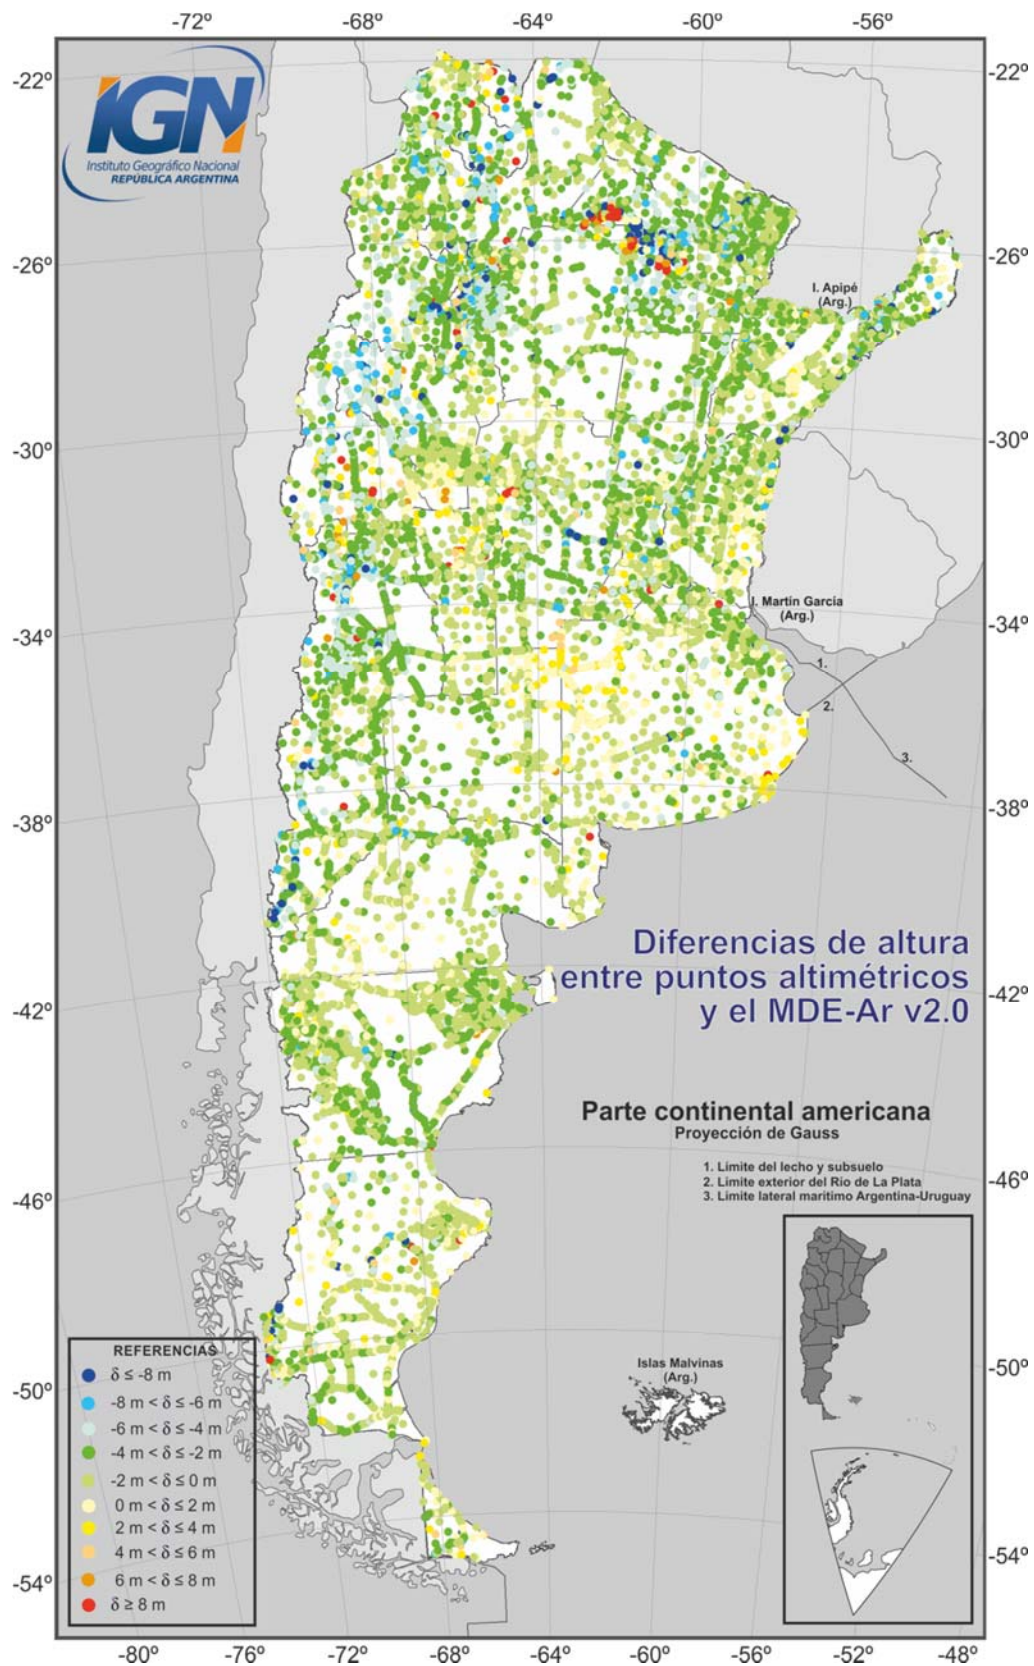 -72º -68º -64º -60º -56º
-22º -22º
IGN
Instituto Geográfico Nacional
REPÚBLICA ARGENTINA
-26º -26º
I. Apipé
(Arg.)
-30º -30º
I. Martín García
(Arg.)
-34º -34º
1.
2.
3.
-38º -38º
Diferencias de altura
entre puntos altimétricos
y el MDE-Ar v2.0
-42º -42º
Parte continental americana
Proyección de Gauss
1. Limite del lecho y subsuelo
2. Limite exterior del Rio de La Plata
3. Limite lateral maritimo Argentina-Uruguay
-46º -46º
REFERENCIAS
δ ≤ -8 m
-8 m < δ ≤ -6 m
-6 m < δ ≤ -4 m
-4 m < δ ≤ -2 m
-2 m < δ ≤ 0 m
0 m < δ ≤ 2 m
2 m < δ ≤ 4 m
4 m < δ ≤ 6 m
6 m < δ ≤ 8 m
δ ≥ 8 m
Islas Malvinas
(Arg.)
-50º -50º
-54º -54º
-80º -76º -72º -68º -64º -60º -56º -52º -48º